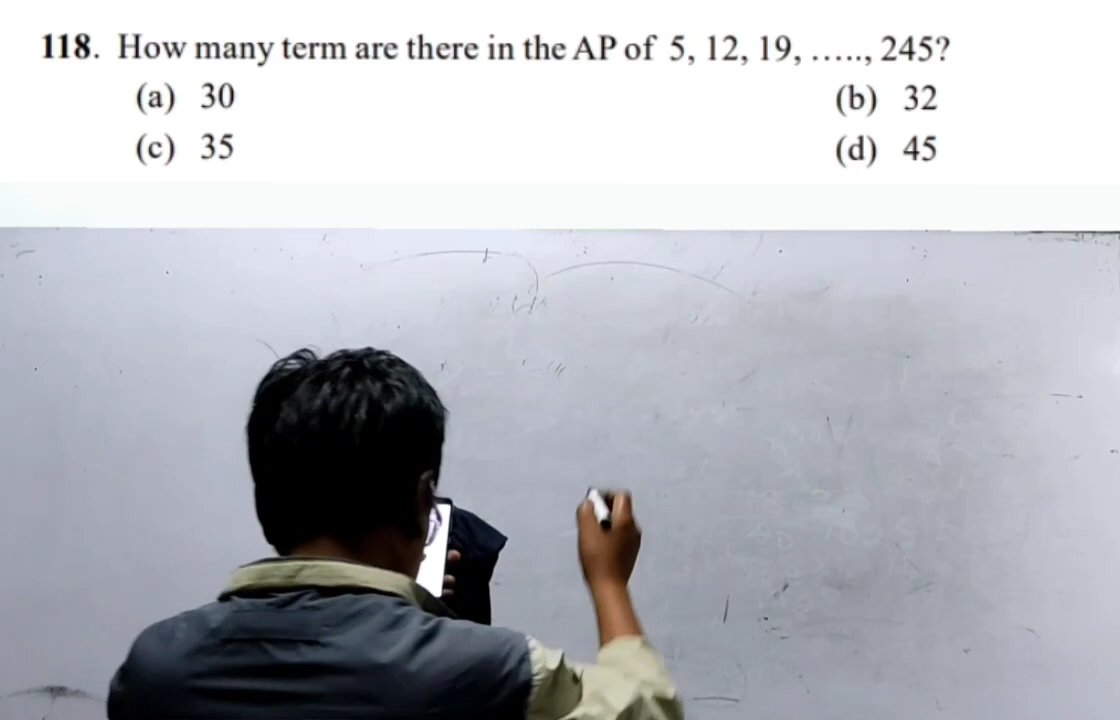 118. How many term are there in the AP of 5, 12, 19, ....., 245?
(a) 30
(b) 32
(c) 35
(d) 45